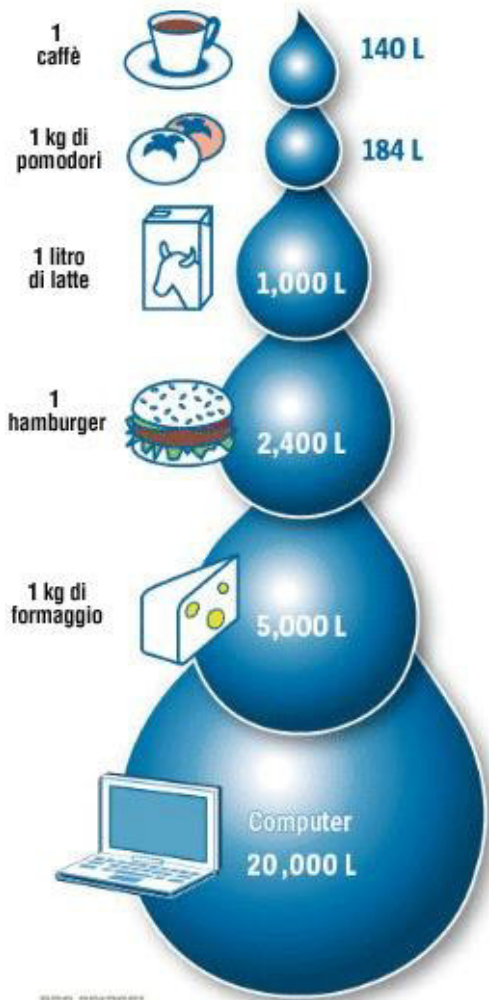 1
caffè
140 L
1 kg di
pomodori
184 L
1 litro
di latte
1,000 L
1
hamburger
2,400 L
1 kg di
formaggio
5,000 L
Computer
20,000 L